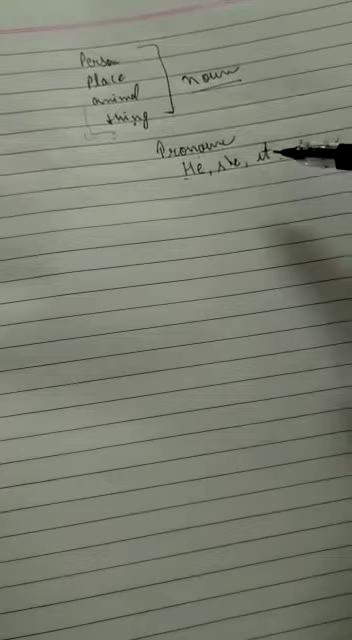 Person
Place
animal
thing
noun
Pronoun
He, she, it